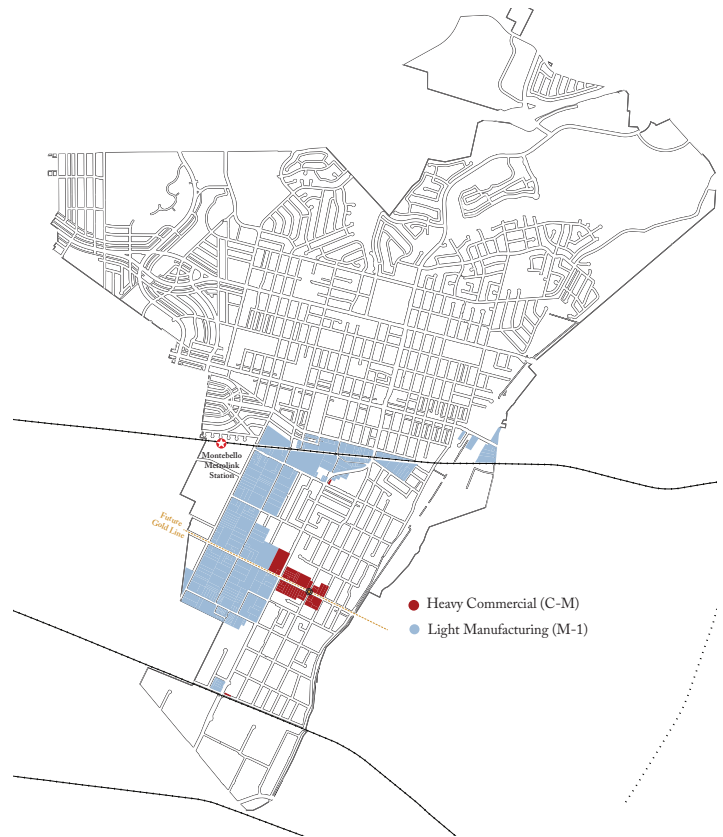 Montebello
Metrolink
Station
Future
Gold Line
Heavy Commercial (C-M)
Light Manufacturing (M-1)